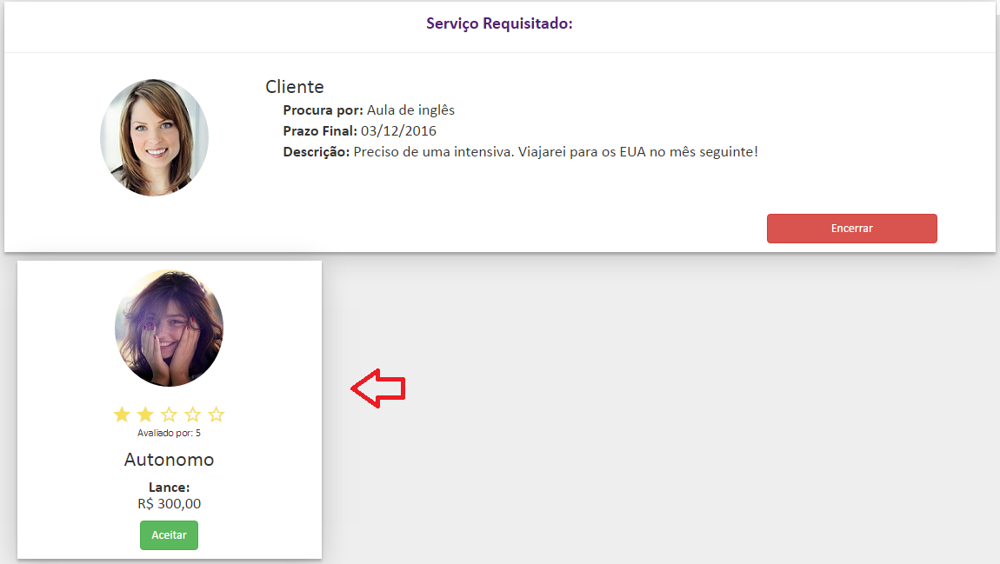 Serviço Requisitado:
Cliente
Procura por: Aula de inglês
Prazo Final: 03/12/2016
Descrição: Preciso de uma intensiva. Viajarei para os EUA no mês seguinte!
Encerrar
Avaliado por: 5
Autonomo
Lance:
R$ 300,00
Aceitar